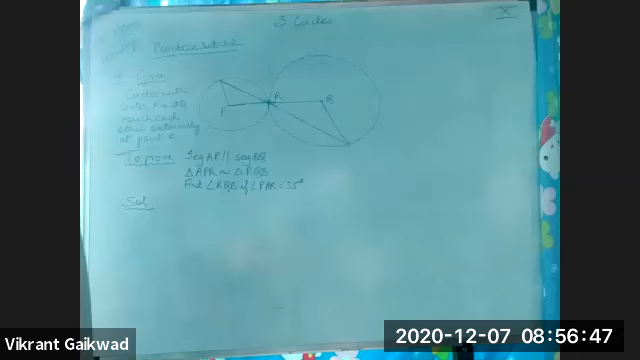 3 Circles
X
Practice Set 3.2
Given
Circles with
Center P and Q
touch each
other externally
at point R
P
R
Q
To prove Seg AP || Seg BQ
△APR ~ △RQB
Find ∠RQB if ∠PAR = 35°
Sol
Vikrant Gaikwad
2020-12-07 08:56:47